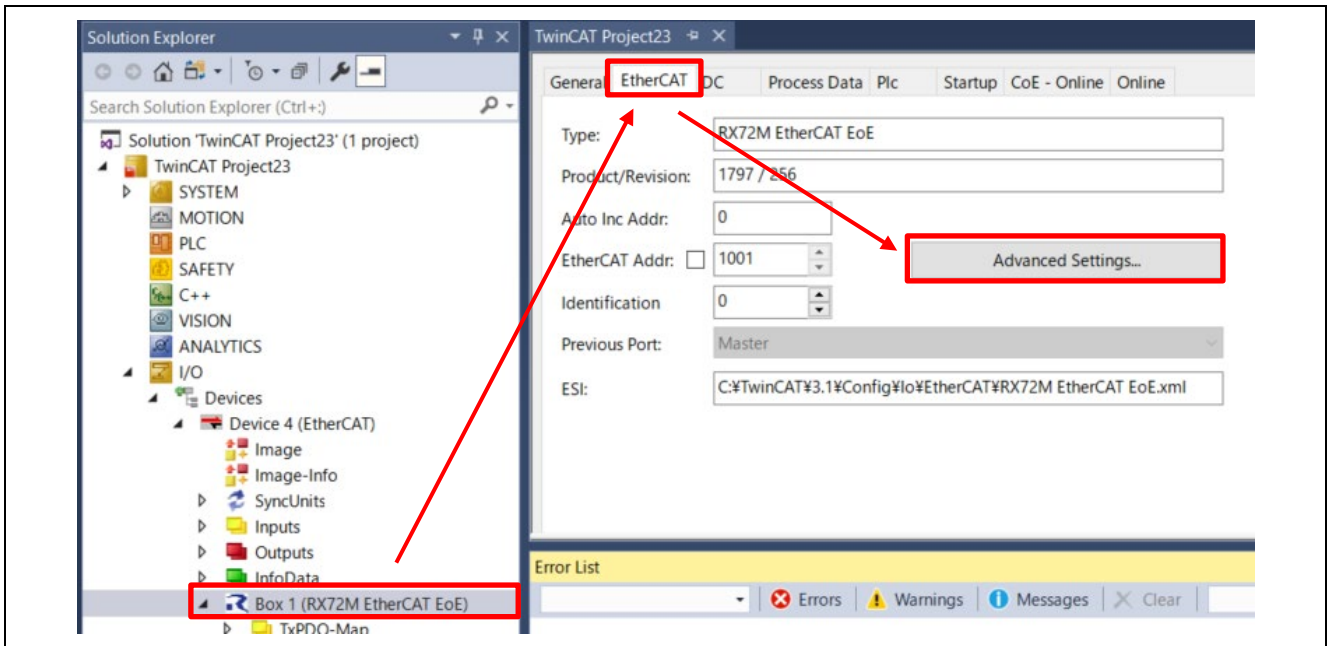 Solution Explorer
Search Solution Explorer (Ctrl+:)
Solution 'TwinCAT Project23' (1 project)
TwinCAT Project23
SYSTEM
MOTION
PLC
SAFETY
C++
VISION
ANALYTICS
I/O
Devices
Device 4 (EtherCAT)
Image
Image-Info
SyncUnits
Inputs
Outputs
InfoData
Box 1 (RX72M EtherCAT EoE)
TxPDO-Map
TwinCAT Project23
General EtherCAT DC Process Data Plc Startup CoE - Online Online
Type: RX72M EtherCAT EoE
Product/Revision: 1797 / 256
Auto Inc Addr: 0
EtherCAT Addr: 1001 Advanced Settings...
Identification 0
Previous Port: Master
ESI: C:¥TwinCAT¥3.1¥Config¥Io¥EtherCAT¥RX72M EtherCAT EoE.xml
Error List
Errors Warnings Messages Clear